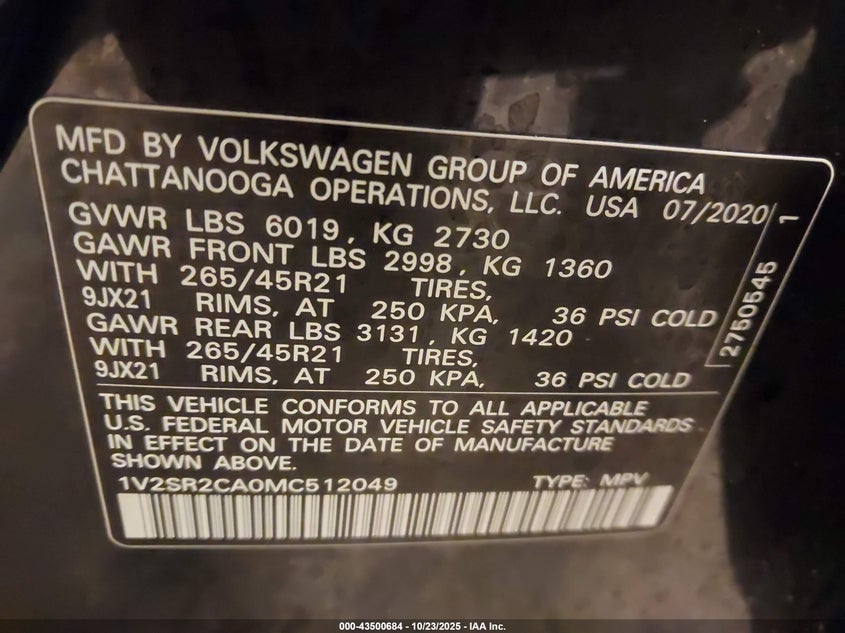 MFD BY VOLKSWAGEN GROUP OF AMERICA
CHATTANOOGA OPERATIONS, LLC. USA 07/2020
GVWR LBS 6019, KG 2730
GAWR FRONT LBS 2998, KG 1360
WITH 265/45R21 TIRES,
9JX21 RIMS, AT 250 KPA, 36 PSI COLD
GAWR REAR LBS 3131, KG 1420
WITH 265/45R21 TIRES,
9JX21 RIMS, AT 250 KPA, 36 PSI COLD
2750545 1
THIS VEHICLE CONFORMS TO ALL APPLICABLE
U.S. FEDERAL MOTOR VEHICLE SAFETY STANDARDS
IN EFFECT ON THE DATE OF MANUFACTURE
SHOWN ABOVE.
1V2SR2CA0MC512049 TYPE: MPV
000-43500684 - 10/23/2025 - IAA Inc.